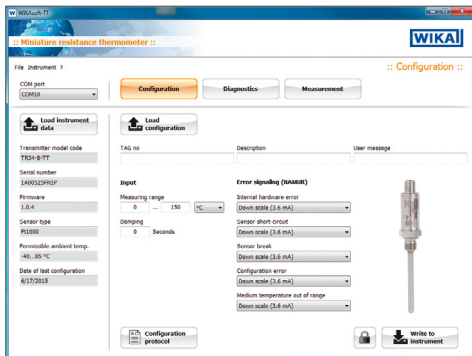 WIKAsoft-TT
:: Miniature resistance thermometer ::
WIKA
File Instrument ?
:: Configuration ::
COM port
COM10
Configuration
Diagnostics
Measurement
Load instrument data
Load configuration
Transmitter model code
TR34-B-TT
TAG no
Description
User message
Serial number
1A00525FN1P
Firmware
1.0.4
Sensor type
Pt1000
Permissible ambient temp.
-40...85 °C
Date of last configuration
6/17/2015
Input
Measuring range
0 ... 150 °C
Damping
0 Seconds
Error signaling (NAMUR)
Internal hardware error
Down scale (3.6 mA)
Sensor short-circuit
Down scale (3.6 mA)
Sensor break
Down scale (3.6 mA)
Configuration error
Down scale (3.6 mA)
Medium temperature out of range
Down scale (3.6 mA)
Configuration protocol
Write to instrument